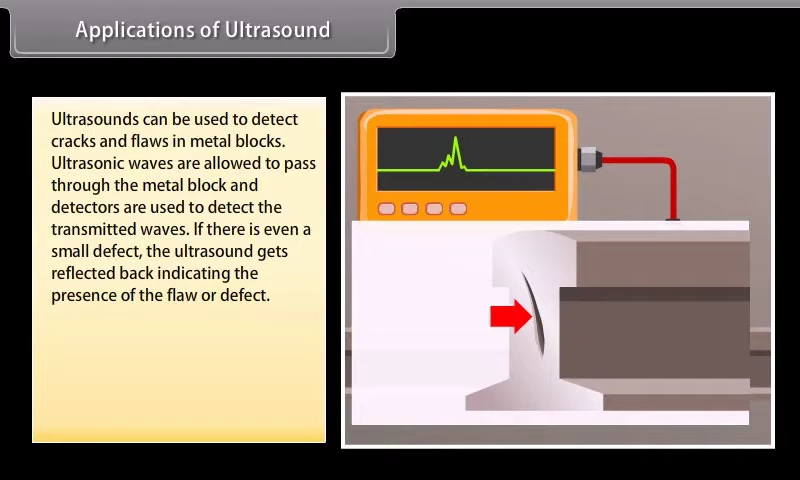 Applications of Ultrasound
Ultrasounds can be used to detect
cracks and flaws in metal blocks.
Ultrasonic waves are allowed to pass
through the metal block and
detectors are used to detect the
transmitted waves. If there is even a
small defect, the ultrasound gets
reflected back indicating the
presence of the flaw or defect.